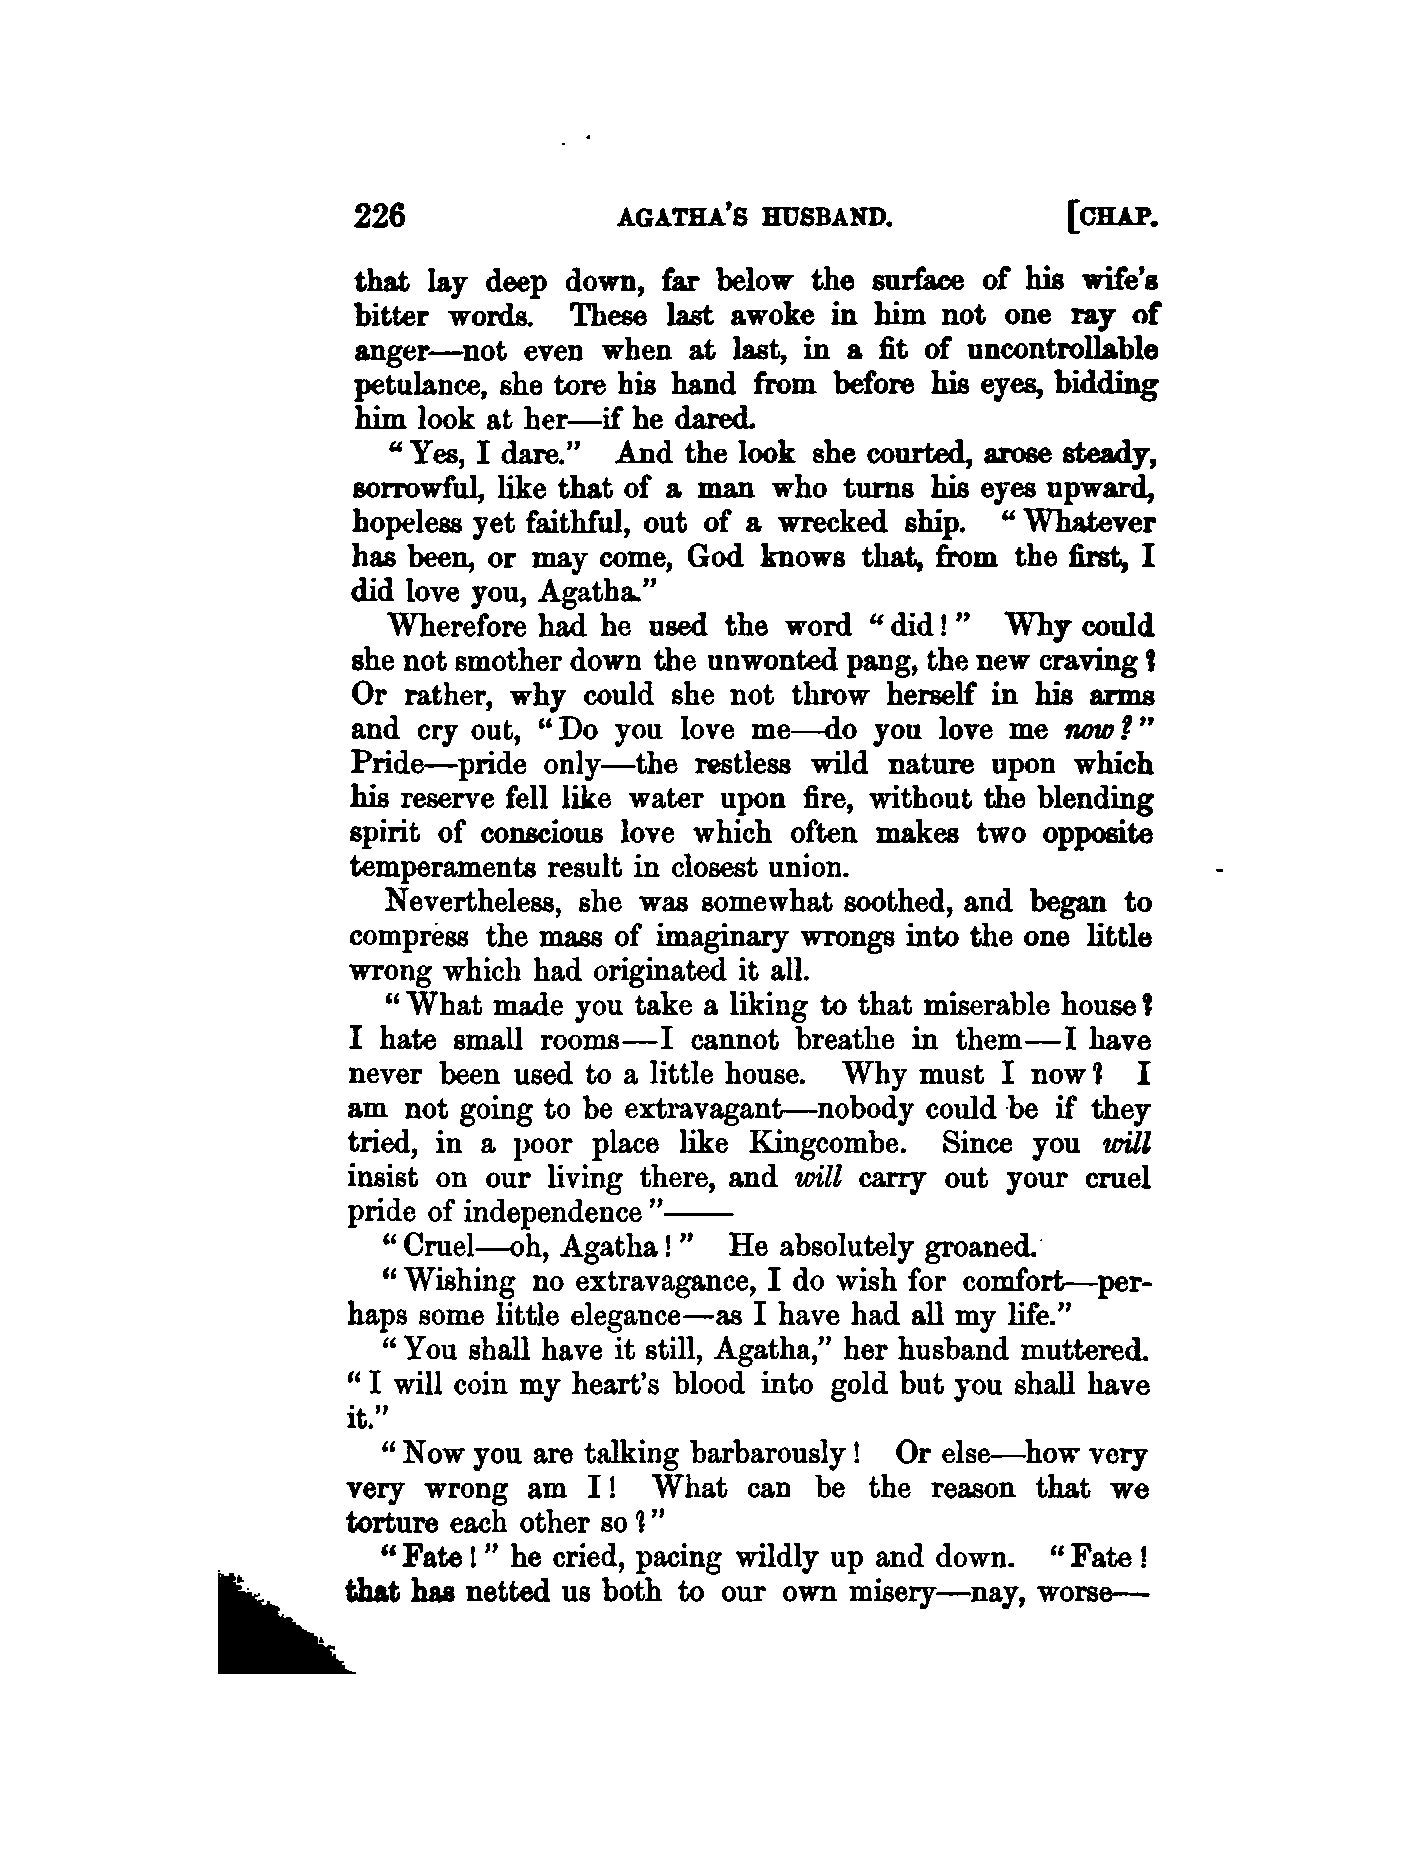 226 AGATHA'S HUSBAND. [CHAP.
that lay deep down, far below the surface of his wife's
bitter words. These last awoke in him not one ray of
anger—not even when at last, in a fit of uncontrollable
petulance, she tore his hand from before his eyes, bidding
him look at her—if he dared.
“Yes, I dare.” And the look she courted, arose steady,
sorrowful, like that of a man who turns his eyes upward,
hopeless yet faithful, out of a wrecked ship. “Whatever
has been, or may come, God knows that, from the first, I
did love you, Agatha.”
Wherefore had he used the word “did!” Why could
she not smother down the unwonted pang, the new craving?
Or rather, why could she not throw herself in his arms
and cry out, “Do you love me—do you love me now?”
Pride—pride only—the restless wild nature upon which
his reserve fell like water upon fire, without the blending
spirit of conscious love which often makes two opposite
temperaments result in closest union.
Nevertheless, she was somewhat soothed, and began to
compress the mass of imaginary wrongs into the one little
wrong which had originated it all.
“What made you take a liking to that miserable house?
I hate small rooms—I cannot breathe in them—I have
never been used to a little house. Why must I now? I
am not going to be extravagant—nobody could be if they
tried, in a poor place like Kingcombe. Since you will
insist on our living there, and will carry out your cruel
pride of independence”——
“Cruel—oh, Agatha!” He absolutely groaned.
“Wishing no extravagance, I do wish for comfort—per-
haps some little elegance—as I have had all my life.”
“You shall have it still, Agatha,” her husband muttered.
“I will coin my heart's blood into gold but you shall have
it.”
“Now you are talking barbarously! Or else—how very
very wrong am I! What can be the reason that we
torture each other so?”
“Fate!” he cried, pacing wildly up and down. “Fate!
that has netted us both to our own misery—nay, worse—